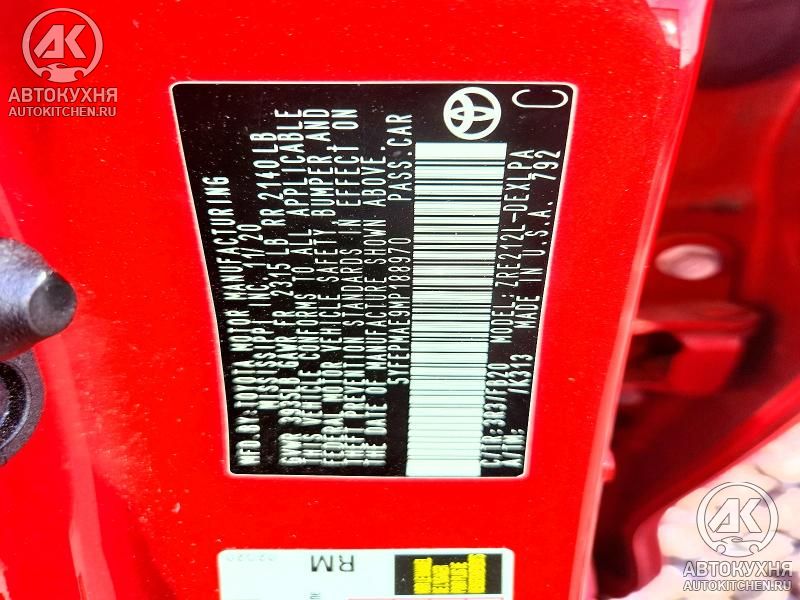 АВТОКУХНЯ
AUTOKITCHEN.RU
MFD.BY: TOYOTA MOTOR MANUFACTURING
MISSISSIPPI INC. 11/20
GVWR 3955LB GAWR FR 2315 LB RR 2140 LB
THIS VEHICLE CONFORMS TO ALL APPLICABLE
FEDERAL MOTOR VEHICLE SAFETY BUMPER AND
THEFT PREVENTION STANDARDS IN EFFECT ON
THE DATE OF MANUFACTURE SHOWN ABOVE.
5YFEPMAE9MP188970 PASS.CAR
C/TR:3R3/FB20 MODEL:ZRE212L-DEXLPA
A/TM: /K313 MADE IN U.S.A. 792
C
RM
АВТОКУХНЯ
AUTOKITCHEN.RU